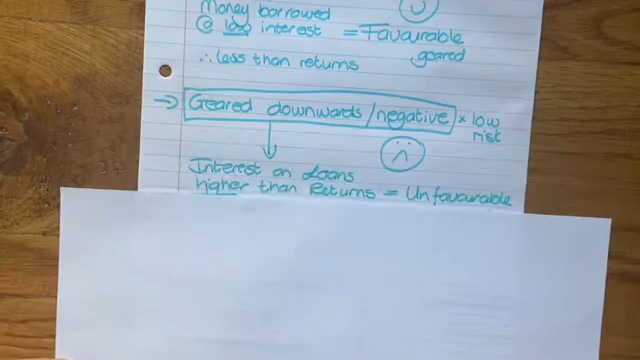 Money borrowed
@ low interest = Favourable
geared
∴ less than returns
→ Geared downwards/negative × low
risk
Interest on Loans
higher than Returns = Unfavourable